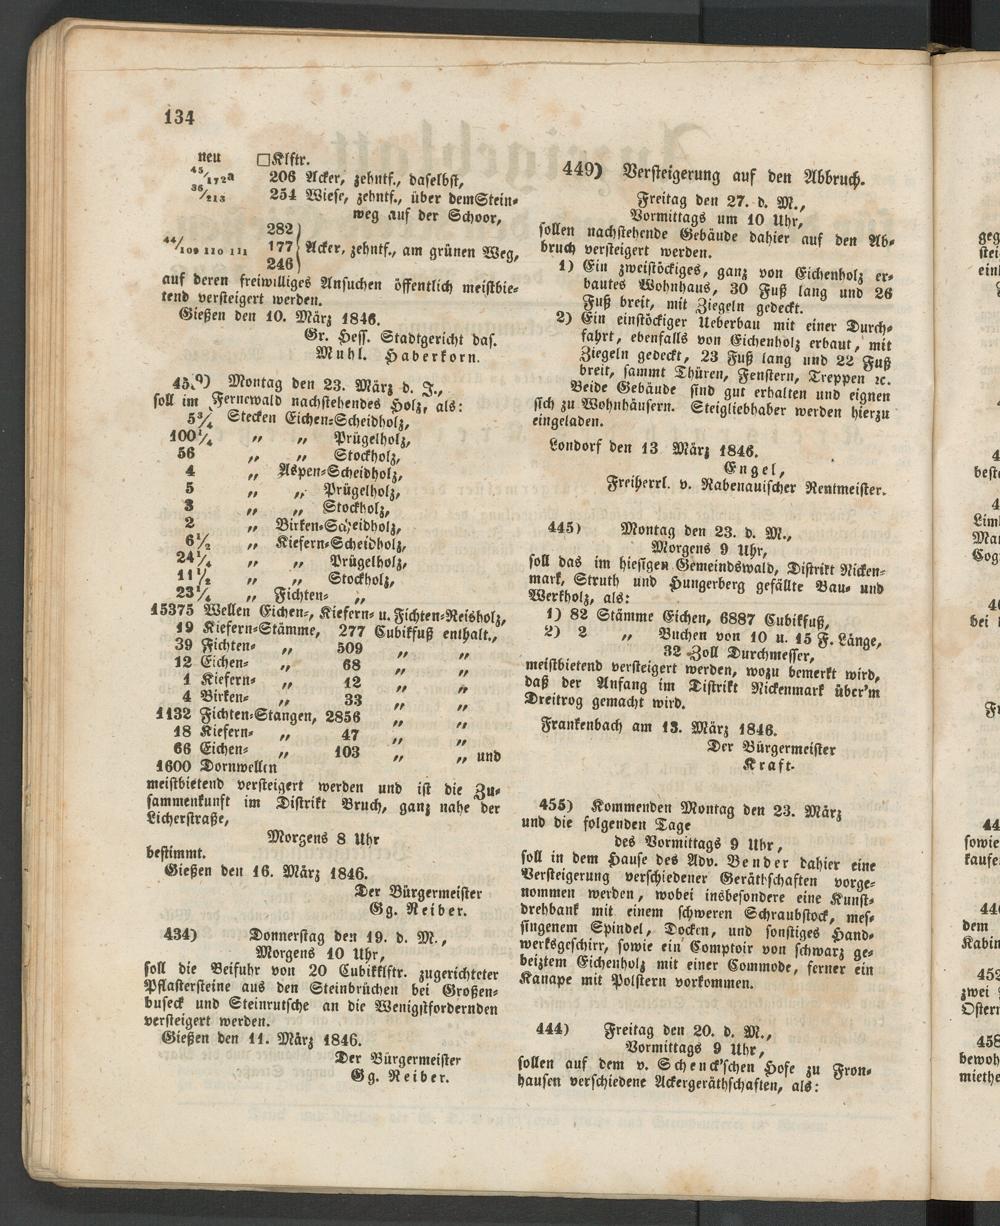 134
neu □Klftr.
45/172a 206 Acker, zehntf., daselbst,
36/213 254 Wiese, zehntf., über dem Stein-
weg auf der Schoor,
282
44/109 110 111 177 Acker, zehntf., am grünen Weg,
246
auf deren freiwilliges Ansuchen öffentlich meistbie-
tend versteigert werden.
Gießen den 10. März 1846.
Gr. Hess. Stadtgericht das.
Muhl. Haberkorn.
Montag den 23. März d. J.,
soll im Fernewald nachstehendes Holz, als:
5¾ Stecken Eichen-Scheidholz,
100¼ „ „ Prügelholz,
56 „ „ Stockholz,
4 „ Aspen-Scheidholz,
5 „ „ Prügelholz,
3 „ „ Stockholz,
2 „ Birken-Scheidholz,
6½ „ Kiefern-Scheidholz,
24¼ „ „ Prügelholz,
11½ „ „ Stockholz,
23¼ „ Fichten- „
15375 Wellen Eichen-, Kiefern- u. Fichten-Reisholz,
19 Kiefern-Stämme, 277 Cubikfuß enthalt.,
39 Fichten- „ 509 „ „
12 Eichen- „ 68 „ „
1 Kiefern- „ 12 „ „
4 Birken- „ 33 „ „
1132 Fichten-Stangen, 2856 „ „
18 Kiefern- „ 47 „ „
66 Eichen- „ 103 „ „ und
1600 Dornwellen
meistbietend versteigert werden und ist die Zu-
sammenkunft im Distrikt Bruch, ganz nahe der
Licherstraße,
Morgens 8 Uhr
bestimmt.
Gießen den 16. März 1846.
Der Bürgermeister
Gg. Reiber.
434) Donnerstag den 19. d. M.,
Morgens 10 Uhr,
soll die Beifuhr von 20 Cubikklftr. zugerichteter
Pflastersteine aus den Steinbrüchen bei Großen-
buseck und Steinrutsche an die Wenigstfordernden
versteigert werden.
Gießen den 11. März 1846.
Der Bürgermeister
Gg. Reiber.
449) Versteigerung auf den Abbruch.
Freitag den 27. d. M.,
Vormittags um 10 Uhr,
sollen nachstehende Gebäude dahier auf den Ab-
bruch versteigert werden.
1) Ein zweistöckiges, ganz von Eichenholz er-
bautes Wohnhaus, 30 Fuß lang und 26
Fuß breit, mit Ziegeln gedeckt.
2) Ein einstöckiger Ueberbau mit einer Durch-
fahrt, ebenfalls von Eichenholz erbaut, mit
Ziegeln gedeckt, 23 Fuß lang und 22 Fuß
breit, sammt Thüren, Fenstern, Treppen ꝛc.
Beide Gebäude sind gut erhalten und eignen
sich zu Wohnhäusern. Steigliebhaber werden hierzu
eingeladen.
Londorf den 13 März 1846.
Engel,
Freiherrl. v. Rabenauischer Rentmeister.
445) Montag den 23. d. M.,
Morgens 9 Uhr,
soll das im hiesigen Gemeindswald, Distrikt Nicken-
mark, Struth und Hungerberg gefällte Bau- und
Werkholz, als:
1) 82 Stämme Eichen, 6887 Cubikfuß,
2) 2 „ Buchen von 10 u. 15 F. Länge,
32 Zoll Durchmesser,
meistbietend versteigert werden, wozu bemerkt wird,
daß der Anfang im Distrikt Nickenmark über'm
Dreitrog gemacht wird.
Frankenbach am 13. März 1846.
Der Bürgermeister
Kraft.
455) Kommenden Montag den 23. März
und die folgenden Tage
des Vormittags 9 Uhr,
soll in dem Hause des Adv. Bender dahier eine
Versteigerung verschiedener Geräthschaften vorge-
nommen werden, wobei insbesondere eine Kunst-
drehbank mit einem schweren Schraubstock, mes-
singenem Spindel, Docken, und sonstiges Hand-
werksgeschirr, sowie ein Comptoir von schwarz ge-
beiztem Eichenholz mit einer Commode, ferner ein
Kanape mit Polstern vorkommen.
444) Freitag den 20. d. M.,
Vormittags 9 Uhr,
sollen auf dem v. Schenck'schen Hofe zu Fron-
hausen verschiedene Ackergeräthschaften, als: